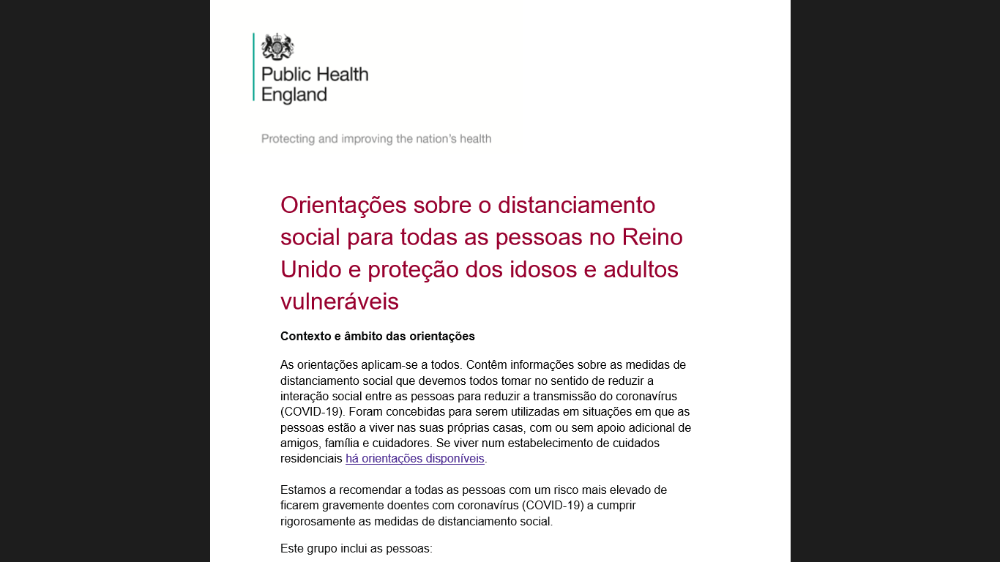 Public Health
England
Protecting and improving the nation's health
Orientações sobre o distanciamento
social para todas as pessoas no Reino
Unido e proteção dos idosos e adultos
vulneráveis
Contexto e âmbito das orientações
As orientações aplicam-se a todos. Contêm informações sobre as medidas de
distanciamento social que devemos todos tomar no sentido de reduzir a
interação social entre as pessoas para reduzir a transmissão do coronavírus
(COVID-19). Foram concebidas para serem utilizadas em situações em que as
pessoas estão a viver nas suas próprias casas, com ou sem apoio adicional de
amigos, família e cuidadores. Se viver num estabelecimento de cuidados
residenciais há orientações disponíveis.
Estamos a recomendar a todas as pessoas com um risco mais elevado de
ficarem gravemente doentes com coronavírus (COVID-19) a cumprir
rigorosamente as medidas de distanciamento social.
Este grupo inclui as pessoas: